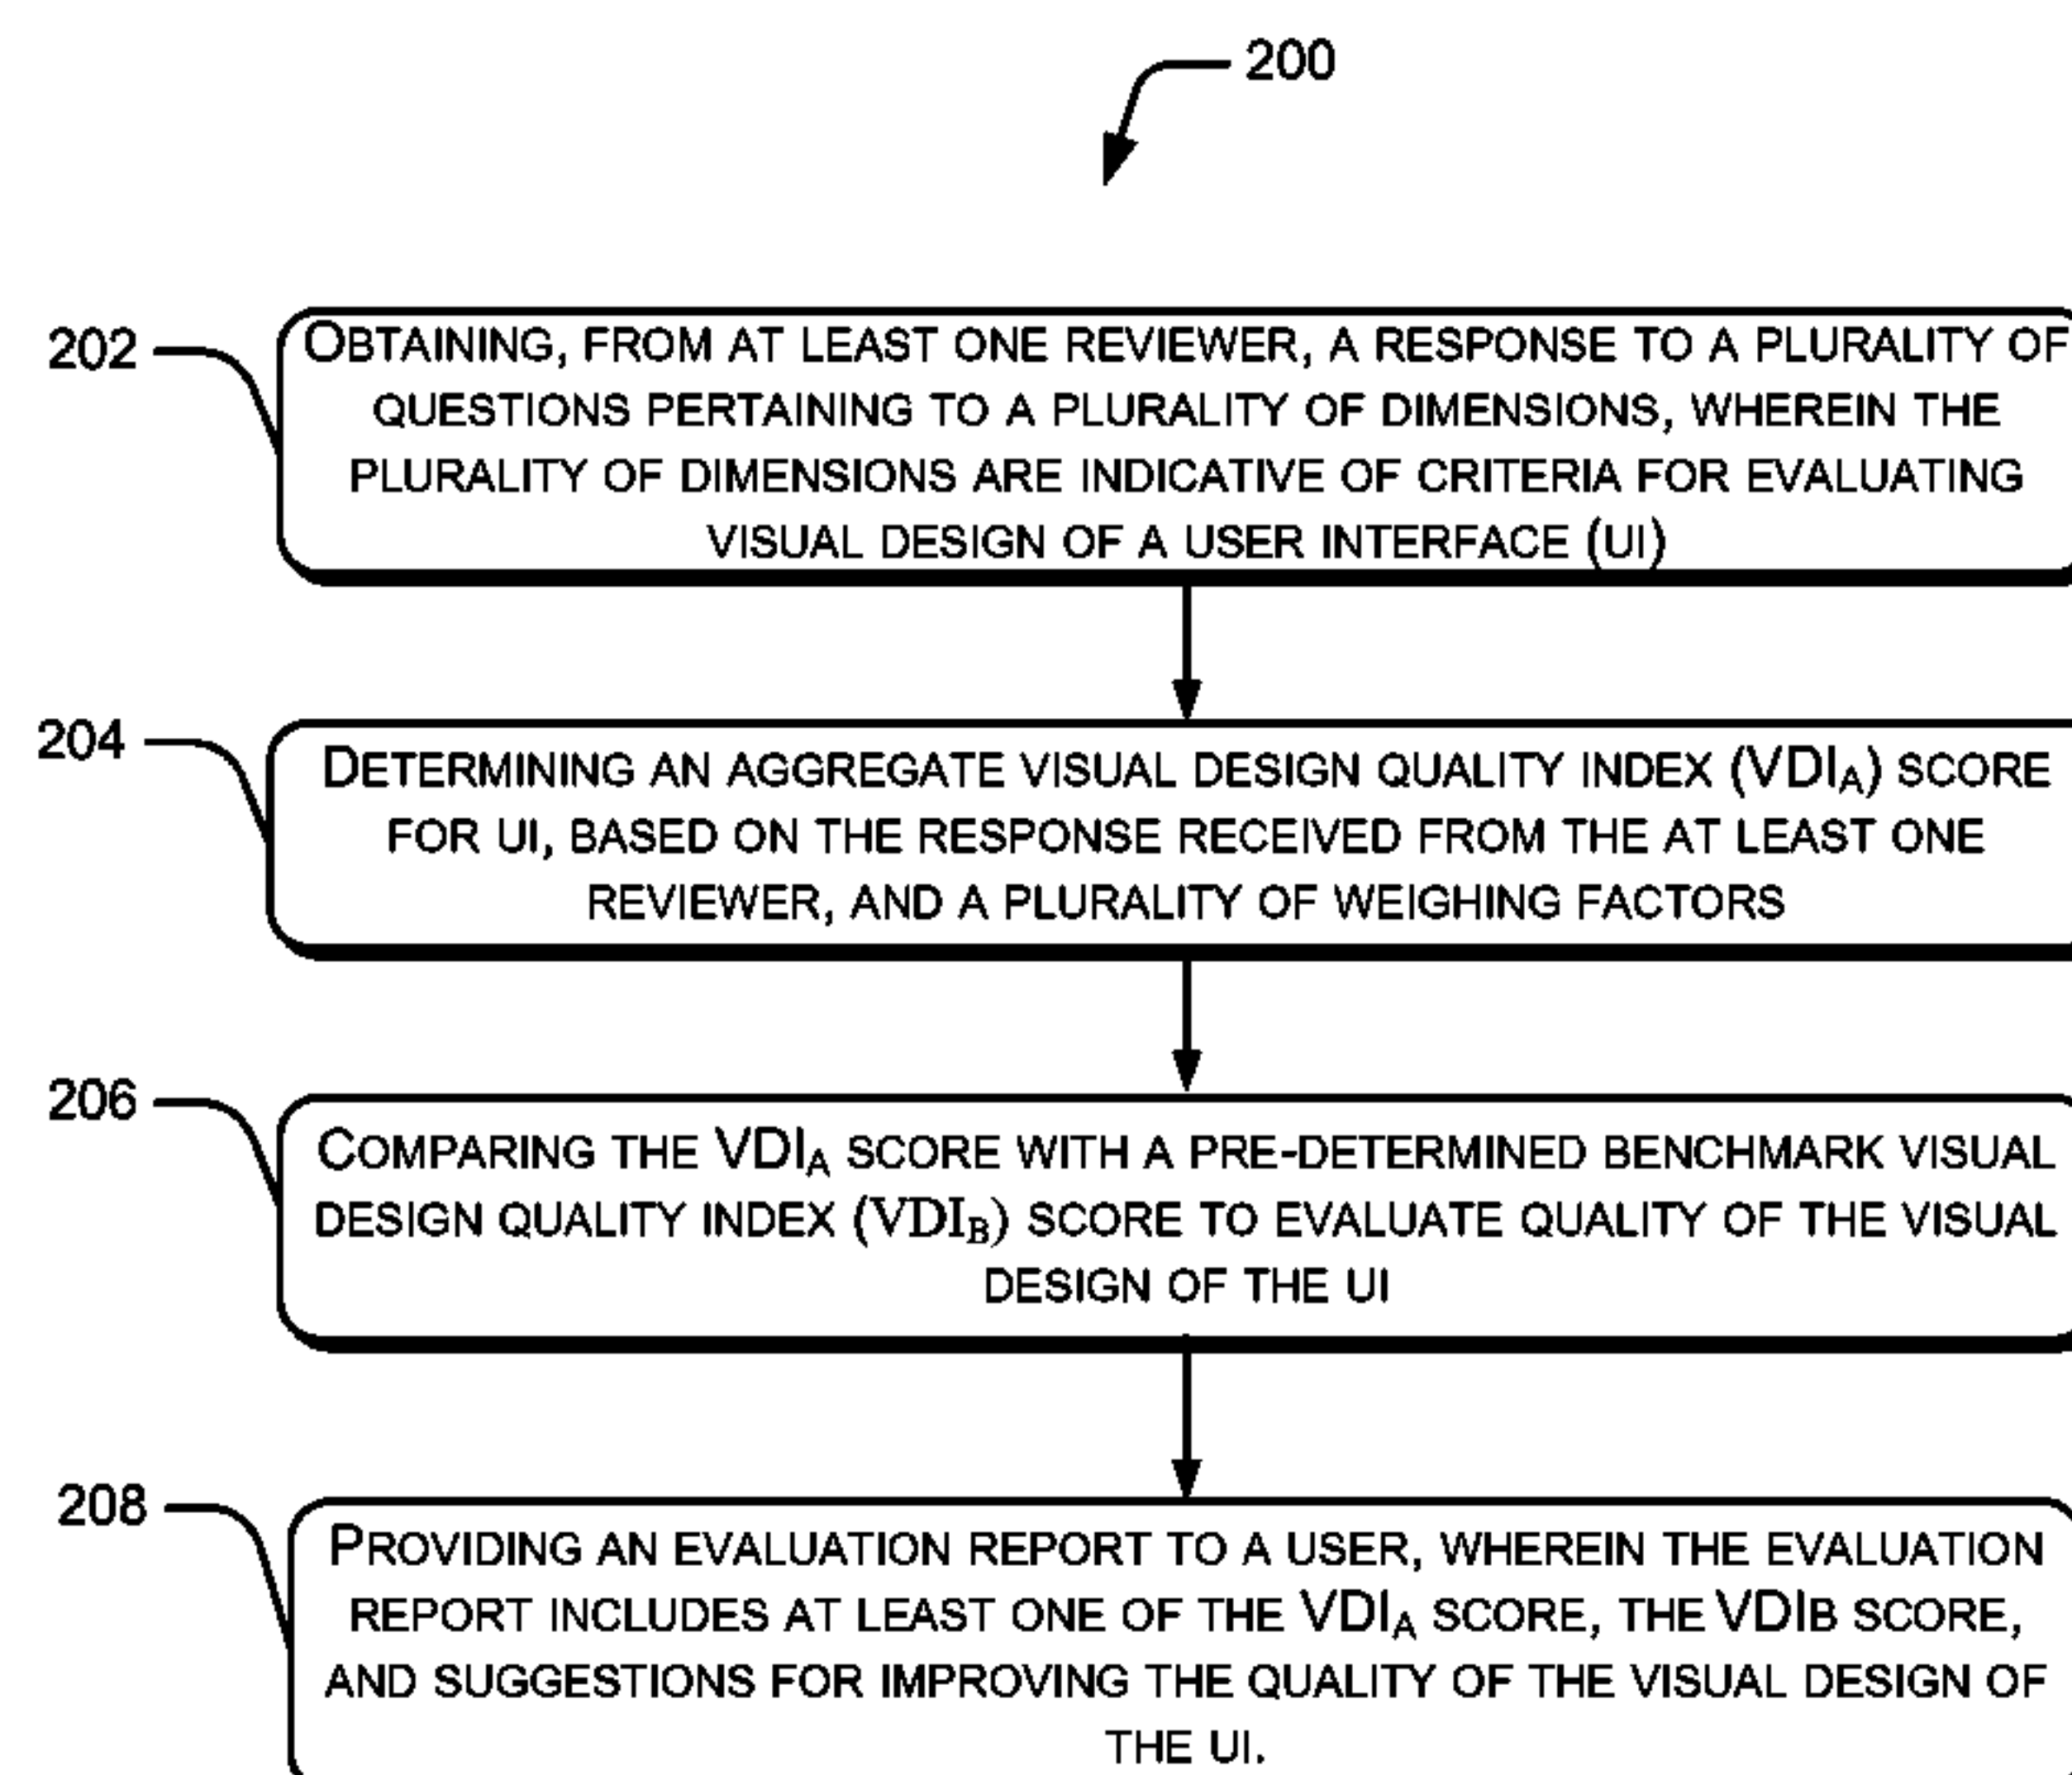 200
202
OBTAINING, FROM AT LEAST ONE REVIEWER, A RESPONSE TO A PLURALITY OF
QUESTIONS PERTAINING TO A PLURALITY OF DIMENSIONS, WHEREIN THE
PLURALITY OF DIMENSIONS ARE INDICATIVE OF CRITERIA FOR EVALUATING
VISUAL DESIGN OF A USER INTERFACE (UI)
204
DETERMINING AN AGGREGATE VISUAL DESIGN QUALITY INDEX (VDIA) SCORE
FOR UI, BASED ON THE RESPONSE RECEIVED FROM THE AT LEAST ONE
REVIEWER, AND A PLURALITY OF WEIGHING FACTORS
206
COMPARING THE VDIA SCORE WITH A PRE-DETERMINED BENCHMARK VISUAL
DESIGN QUALITY INDEX (VDIB) SCORE TO EVALUATE QUALITY OF THE VISUAL
DESIGN OF THE UI
208
PROVIDING AN EVALUATION REPORT TO A USER, WHEREIN THE EVALUATION
REPORT INCLUDES AT LEAST ONE OF THE VDIA SCORE, THE VDIB SCORE,
AND SUGGESTIONS FOR IMPROVING THE QUALITY OF THE VISUAL DESIGN OF
THE UI.